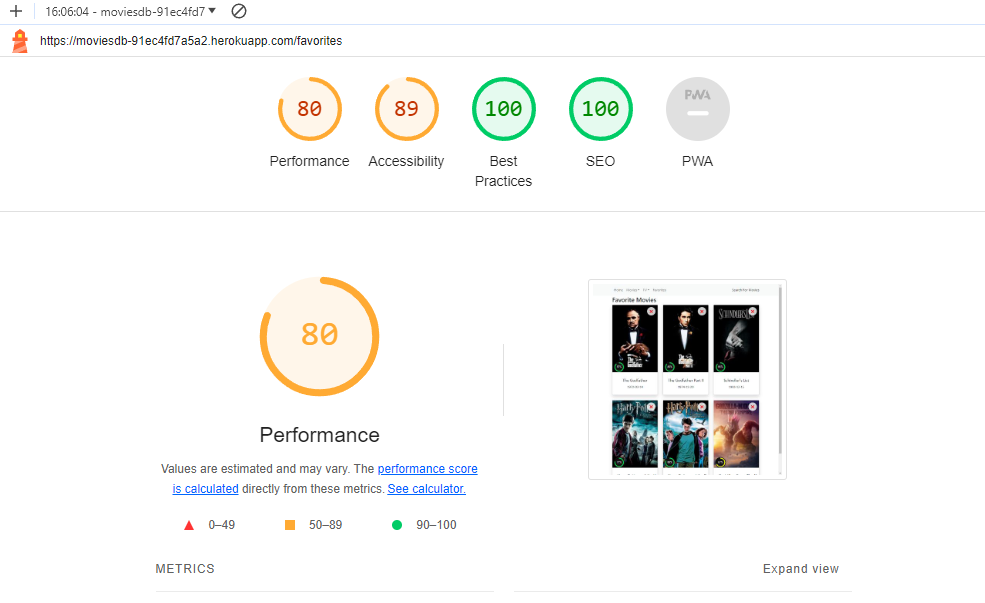 16:06:04 - moviesdb-91ec4fd7
https://moviesdb-91ec4fd7a5a2.herokuapp.com/favorites
80
89
100
100
PWA
Performance
Accessibility
Best
Practices
SEO
PWA
80
Performance
Values are estimated and may vary. The performance score
is calculated directly from these metrics. See calculator.
0–49
50–89
90–100
Favorite Movies
The Godfather
METRICS
Expand view